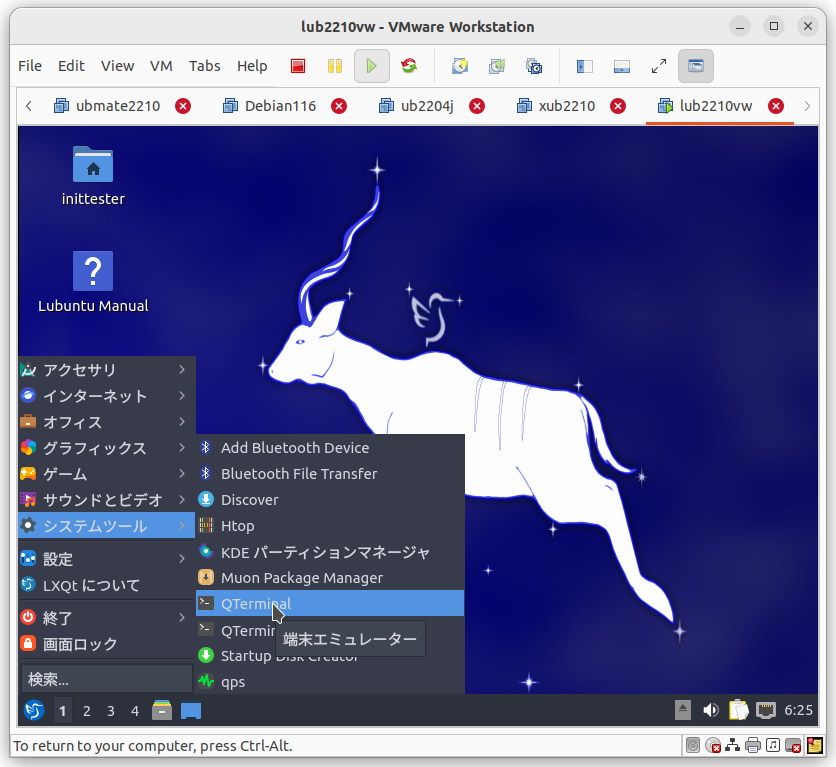 lub2210vw - VMware Workstation
File Edit View VM Tabs Help
ubmate2210 Debian116 ub2204j xub2210 lub2210vw
inittester
?
Lubuntu Manual
アクセサリ
インターネット
オフィス
グラフィックス
ゲーム
サウンドとビデオ
システムツール
設定
LXQt について
終了
画面ロック
検索...
Add Bluetooth Device
Bluetooth File Transfer
Discover
Htop
KDE パーティションマネージャ
Muon Package Manager
QTerminal
QTermin
端末エミュレーター
Startup Disk Creator
qps
1 2 3 4
6:25
To return to your computer, press Ctrl-Alt.